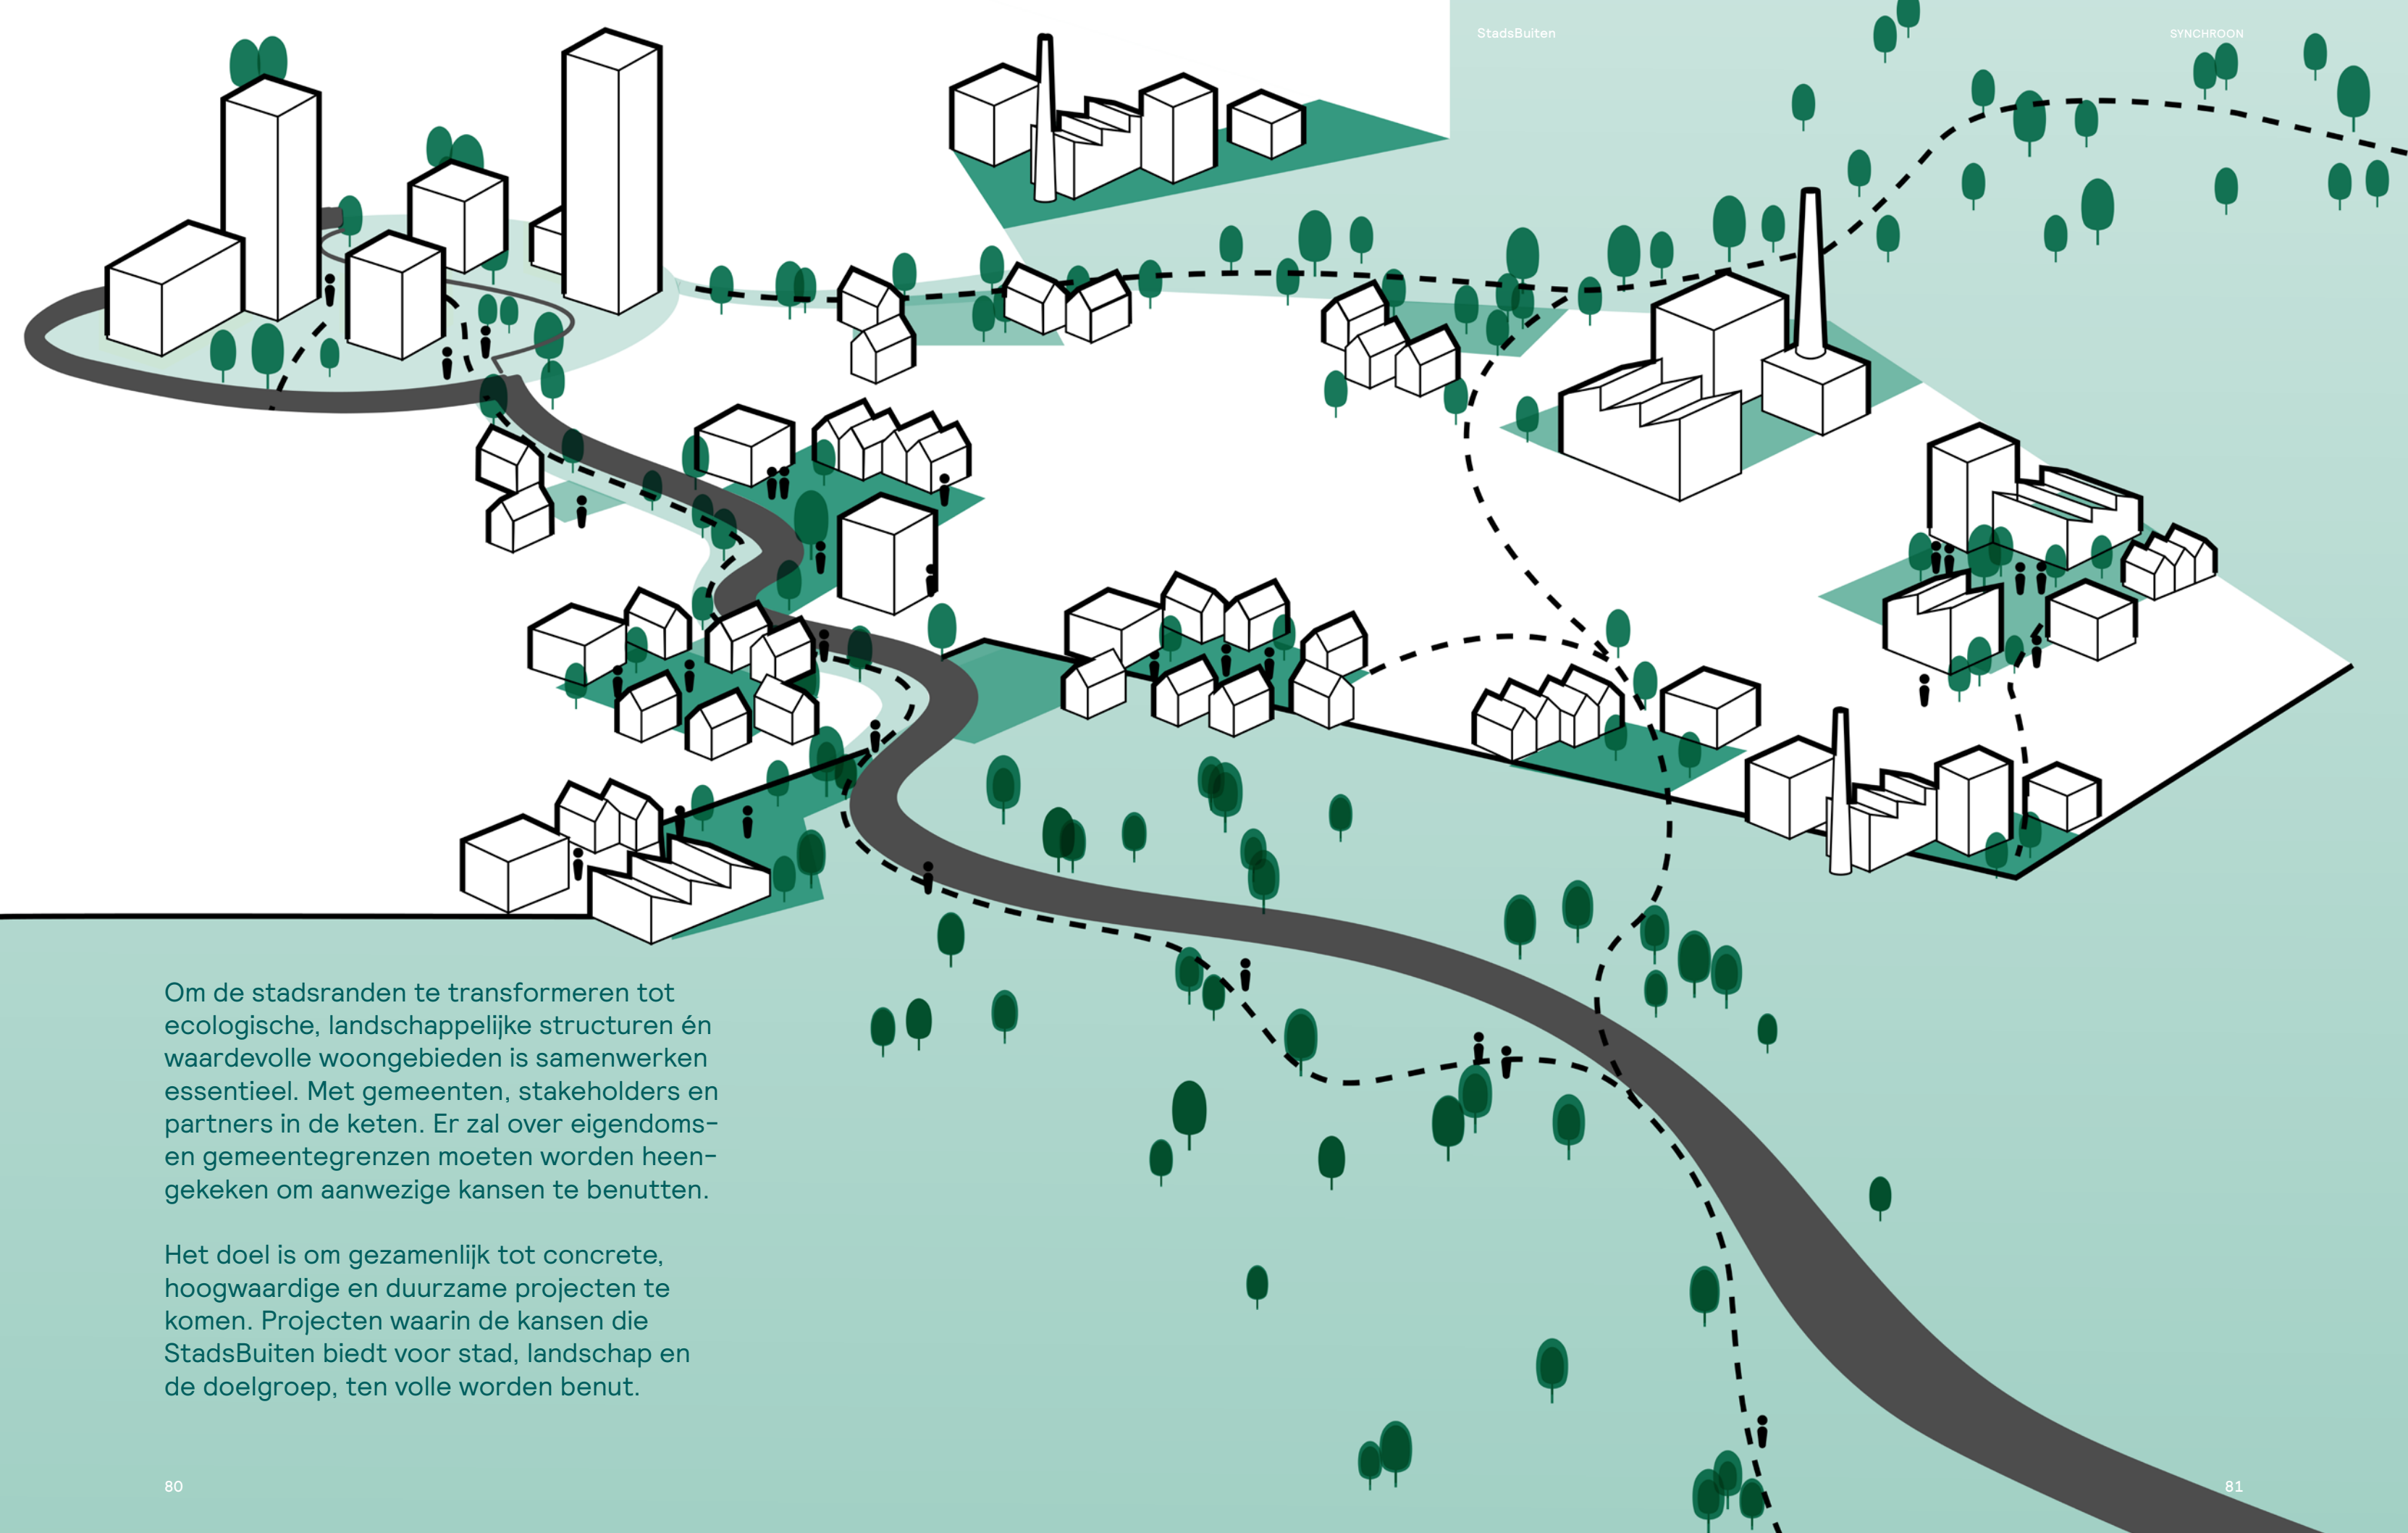 StadsBuiten
SYNCHROON
Om de stadsranden te transformeren tot
ecologische, landschappelijke structuren én
waardevolle woongebieden is samenwerken
essentieel. Met gemeenten, stakeholders en
partners in de keten. Er zal over eigendoms-
en gemeentegrenzen moeten worden heen-
gekeken om aanwezige kansen te benutten.
Het doel is om gezamenlijk tot concrete,
hoogwaardige en duurzame projecten te
komen. Projecten waarin de kansen die
StadsBuiten biedt voor stad, landschap en
de doelgroep, ten volle worden benut.
80
81